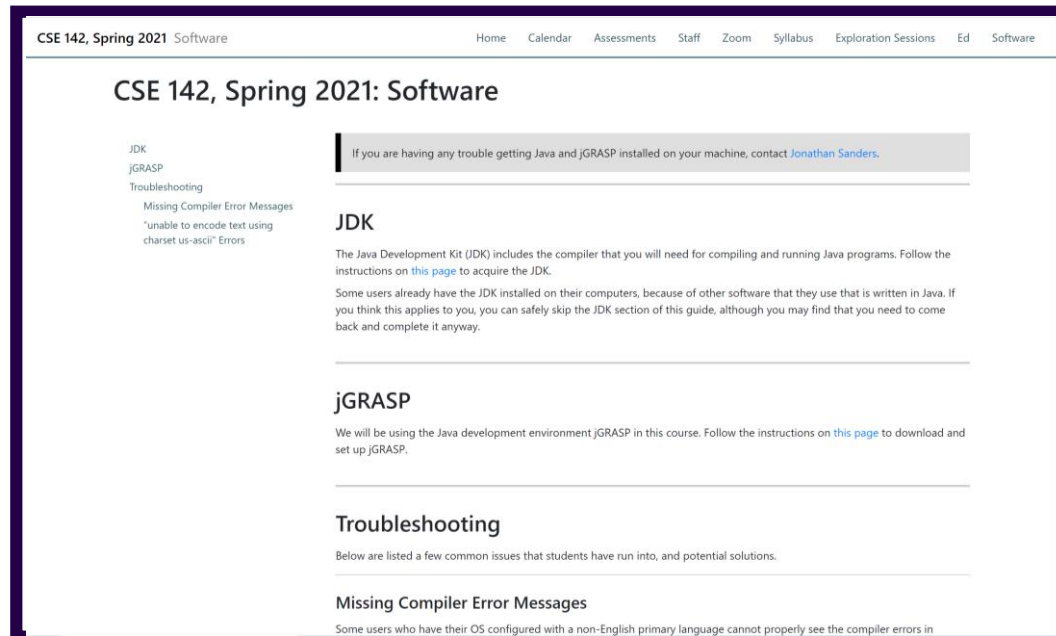 CSE 142, Spring 2021 Software
Home Calendar Assessments Staff Zoom Syllabus Exploration Sessions Ed Software
CSE 142, Spring 2021: Software
JDK
jGRASP
Troubleshooting
Missing Compiler Error Messages
"unable to encode text using
charset us-ascii" Errors
If you are having any trouble getting Java and jGRASP installed on your machine, contact Jonathan Sanders.
JDK
The Java Development Kit (JDK) includes the compiler that you will need for compiling and running Java programs. Follow the
instructions on this page to acquire the JDK.
Some users already have the JDK installed on their computers, because of other software that they use that is written in Java. If
you think this applies to you, you can safely skip the JDK section of this guide, although you may find that you need to come
back and complete it anyway.
jGRASP
We will be using the Java development environment jGRASP in this course. Follow the instructions on this page to download and
set up jGRASP.
Troubleshooting
Below are listed a few common issues that students have run into, and potential solutions.
Missing Compiler Error Messages
Some users who have their OS configured with a non-English primary language cannot properly see the compiler errors in